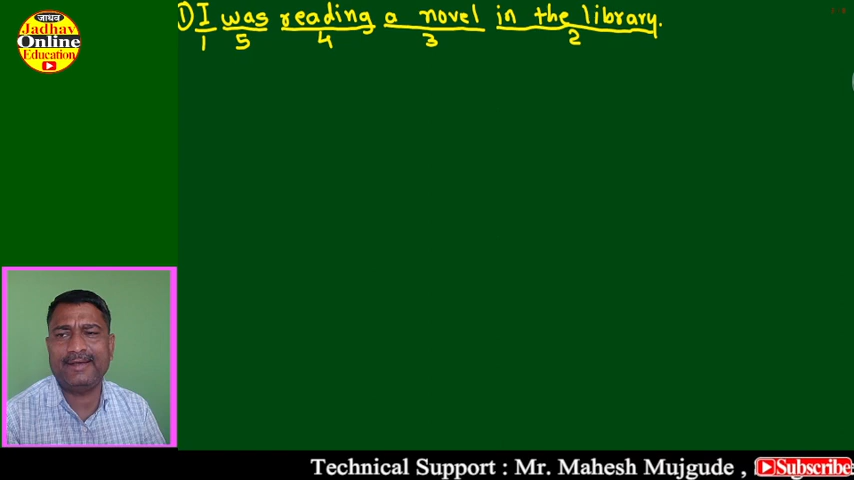 जाधव
Jadhav
Online
Education
1) I was reading a novel in the library.
1 5 4 3 2
Technical Support : Mr. Mahesh Mujgude ,
Subscribe